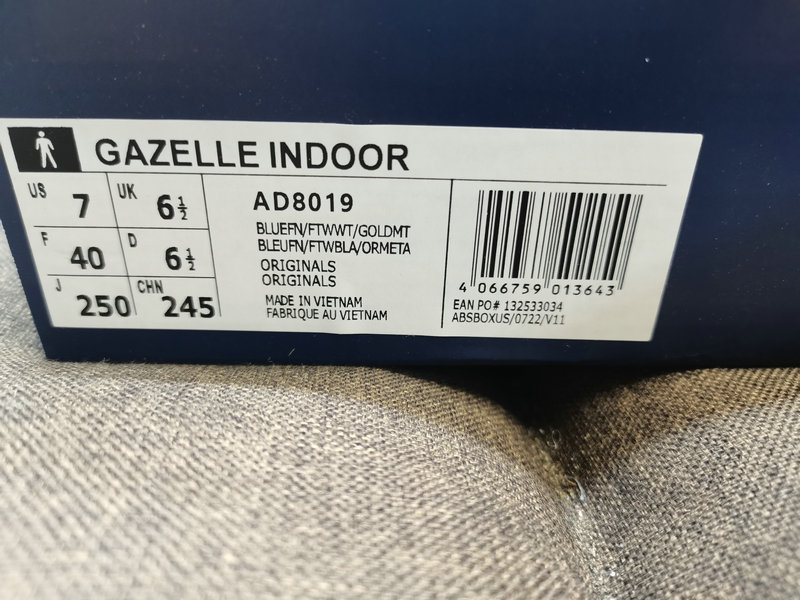 GAZELLE INDOOR
US 7 UK 6½
F 40 D 6½
J 250 CHN 245
AD8019
BLUEFN/FTWWT/GOLDMT
BLEUFN/FTWBLA/ORMETA
ORIGINALS
ORIGINALS
MADE IN VIETNAM
FABRIQUE AU VIETNAM
4 066759 013643
EAN PO# 132533034
ABSBOXUS/0722/V11